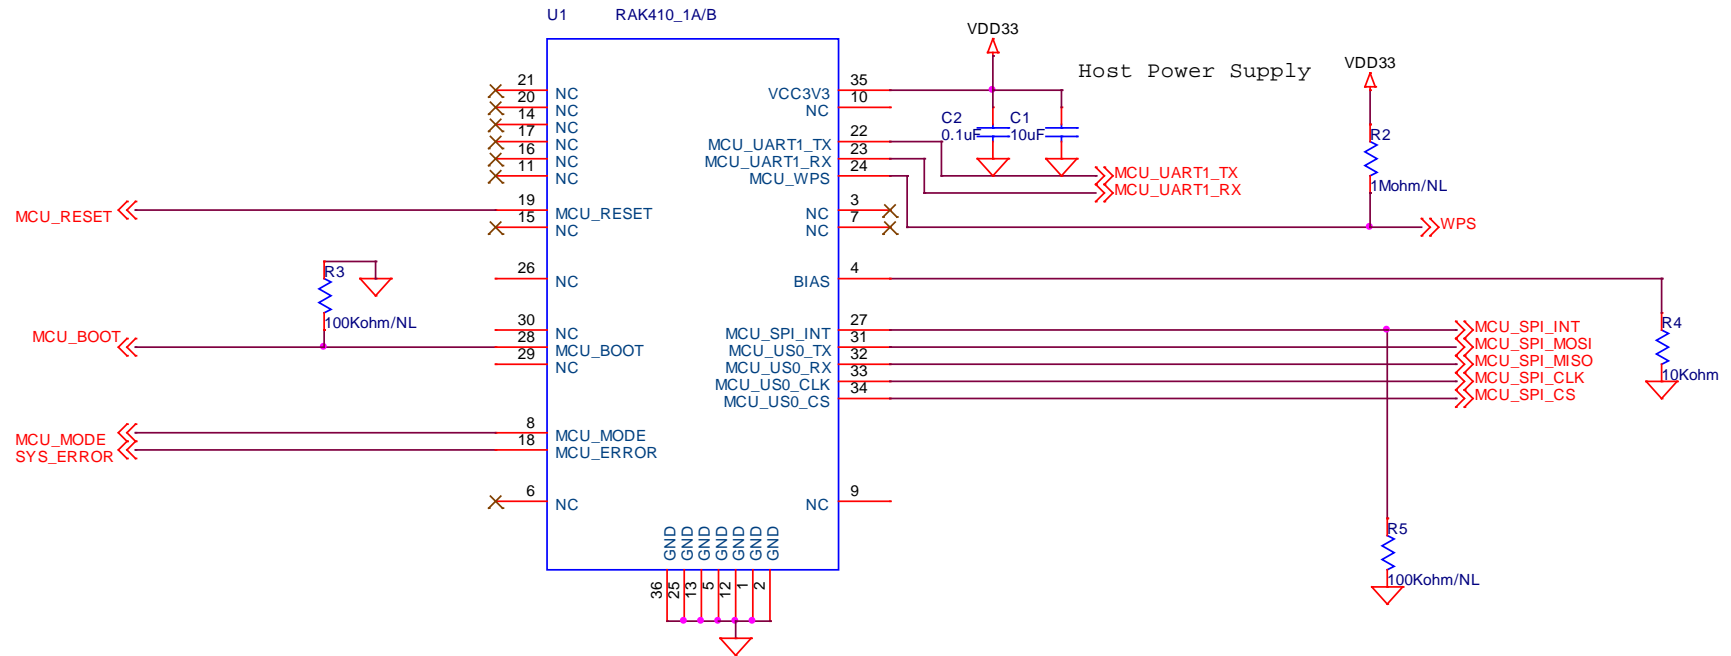 U1 RAK410_1A/B
VDD33
Host Power Supply
VDD33
21 NC
20 NC
14 NC
17 NC
16 NC
11 NC
MCU_RESET 19 MCU_RESET
15 NC
26 NC
R3
100Kohm/NL
30 NC
MCU_BOOT 28 MCU_BOOT
29 NC
MCU_MODE 8 MCU_MODE
SYS_ERROR 18 MCU_ERROR
6 NC
VCC3V3 35
NC 10
C2
0.1uF
C1
10uF
R2
1Mohm/NL
MCU_UART1_TX 22 MCU_UART1_TX
MCU_UART1_RX 23 MCU_UART1_RX
MCU_WPS 24 WPS
NC 3
NC 7
BIAS 4
R4
10Kohm
MCU_SPI_INT 27 MCU_SPI_INT
MCU_US0_TX 31 MCU_SPI_MOSI
MCU_US0_RX 32 MCU_SPI_MISO
MCU_US0_CLK 33 MCU_SPI_CLK
MCU_US0_CS 34 MCU_SPI_CS
NC 9
R5
100Kohm/NL
GND GND GND GND GND GND GND
36 25 13 5 12 1 2